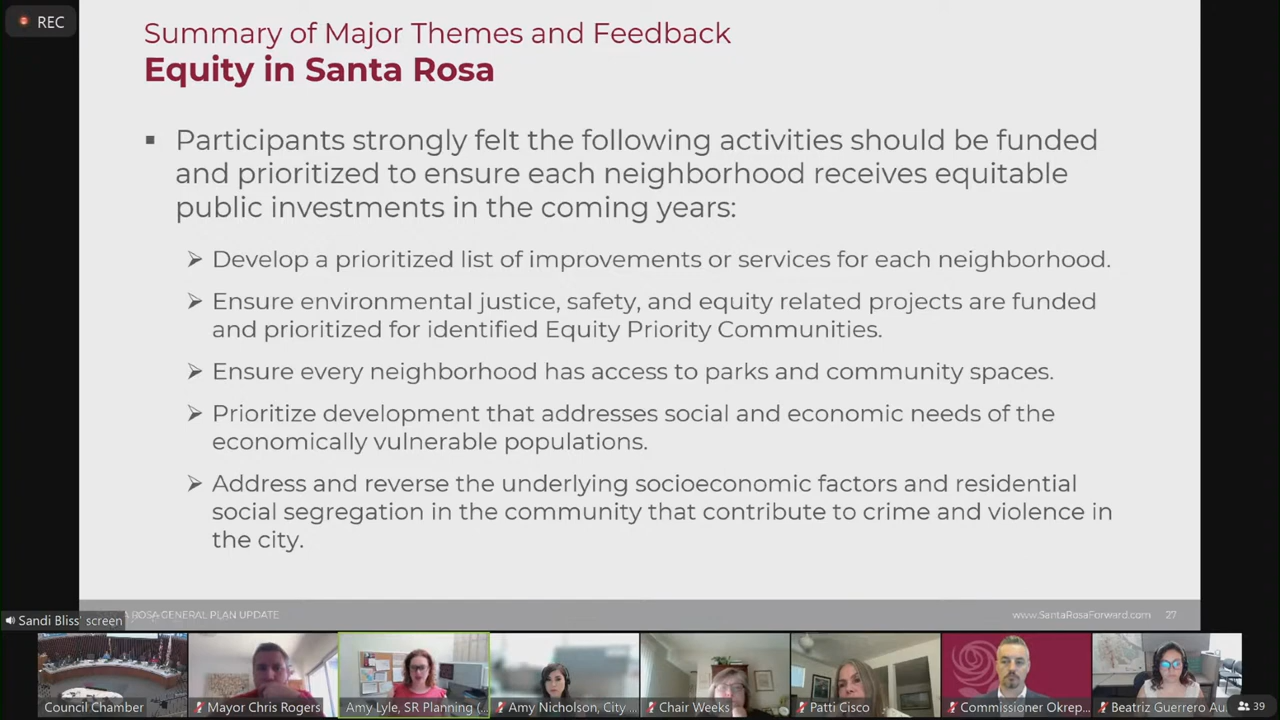 REC
Summary of Major Themes and Feedback
Equity in Santa Rosa
▪ Participants strongly felt the following activities should be funded
and prioritized to ensure each neighborhood receives equitable
public investments in the coming years:
➢ Develop a prioritized list of improvements or services for each neighborhood.
➢ Ensure environmental justice, safety, and equity related projects are funded
and prioritized for identified Equity Priority Communities.
➢ Ensure every neighborhood has access to parks and community spaces.
➢ Prioritize development that addresses social and economic needs of the
economically vulnerable populations.
➢ Address and reverse the underlying socioeconomic factors and residential
social segregation in the community that contribute to crime and violence in
the city.
Sandi Bliss' screen
A ROSA GENERAL PLAN UPDATE
www.SantaRosaForward.com 27
Council Chamber
Mayor Chris Rogers
Amy Lyle, SR Planning (...
Amy Nicholson, City ...
Chair Weeks
Patti Cisco
Commissioner Okrep...
Beatriz Guerrero Au...
39